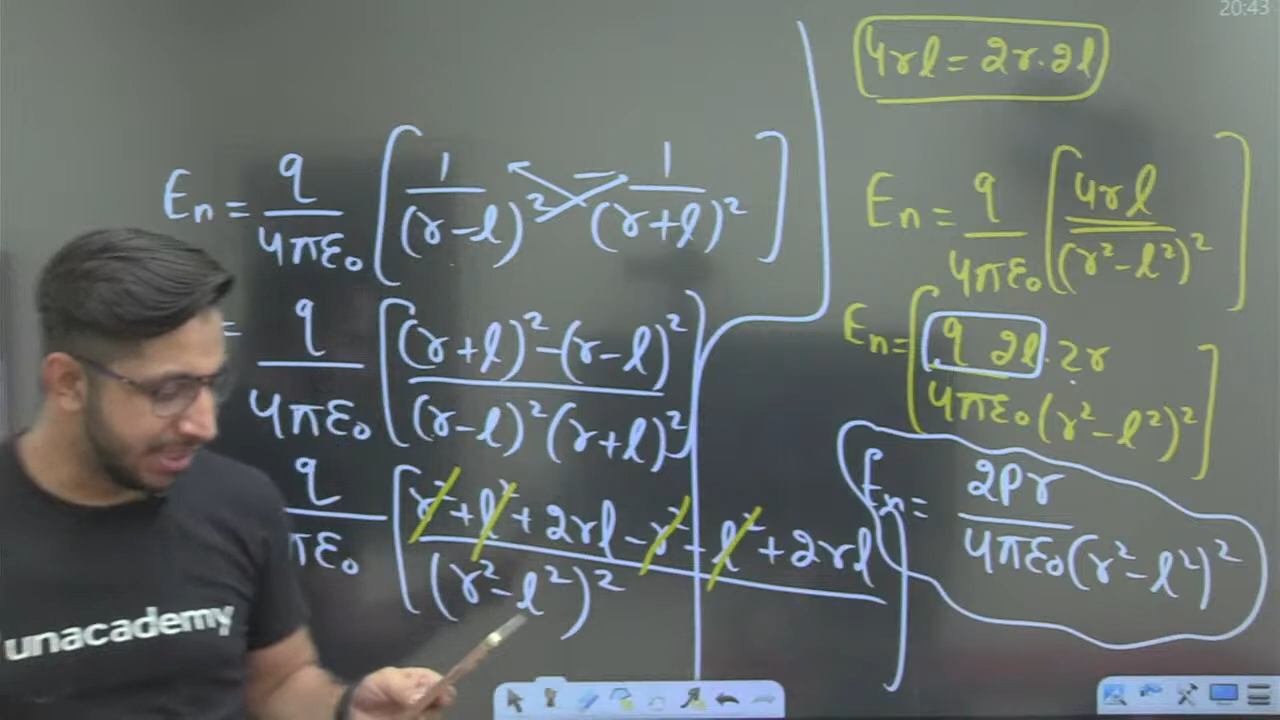 20:43
4rl = 2r.2l
En = q/4πε₀ [ 1/(r-l)² - 1/(r+l)² ]
= q/4πε₀ [ (r+l)²-(r-l)² / (r-l)²(r+l)² ]
q/πε₀ [ r²+l²+2rl-r²-l²+2rl / (r²-l²)² ]
En = q/4πε₀ [ 4rl/(r²-l²)² ]
En = [ q 2l.2r / 4πε₀(r²-l²)² ]
En = 2pr / 4πε₀(r²-l²)²
unacademy